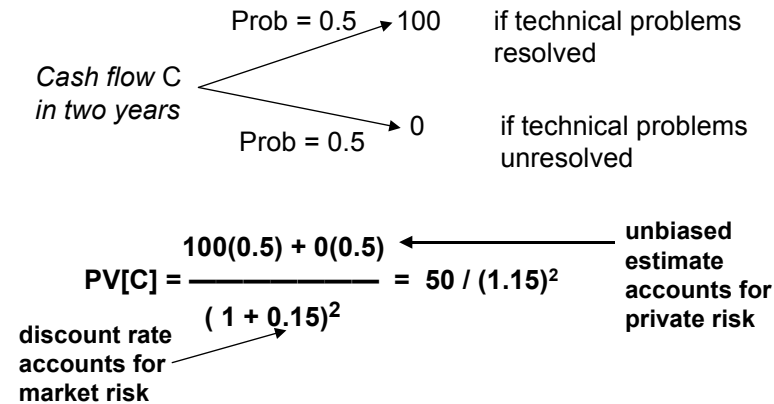 Prob = 0.5 100 if technical problems
resolved
Cash flow C
in two years
0 if technical problems
unresolved
Prob = 0.5
100(0.5) + 0(0.5)
PV[C] = = 50 / (1.15)²
( 1 + 0.15)²
unbiased
estimate
accounts for
private risk
discount rate
accounts for
market risk